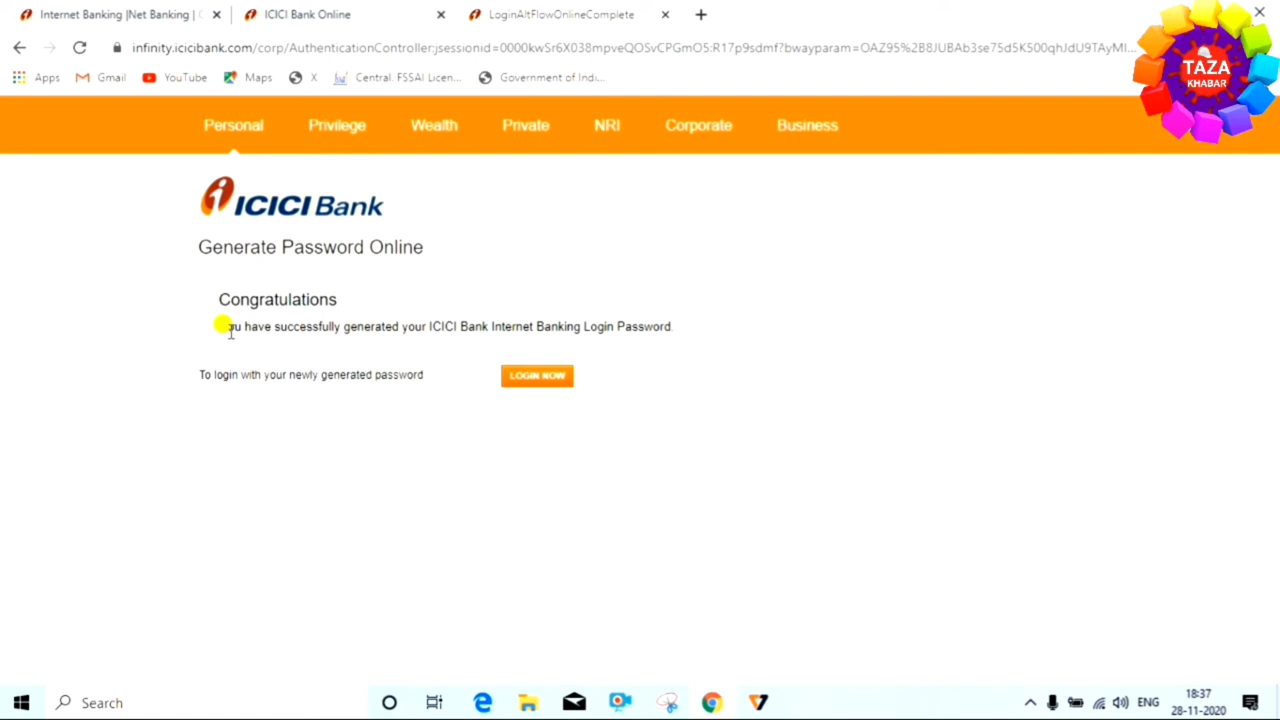 Internet Banking |Net Banking |
ICICI Bank Online
LoginAltFlowOnlineComplete
infinity.icicibank.com/corp/AuthenticationController;jsessionid=0000kwSr6X038mpveQOSvCPGmO5:R17p9sdmf?bwayparam=OAZ95%2B8JUBAb3se75d5K500qhJdU9TAyMI...
Apps Gmail YouTube Maps X Central. FSSAI Licen... Government of Indi...
TAZA
KHABAR
Personal Privilege Wealth Private NRI Corporate Business
ICICI Bank
Generate Password Online
Congratulations
have successfully generated your ICICI Bank Internet Banking Login Password.
To login with your newly generated password LOGIN NOW
Search
ENG
18:37
28-11-2020